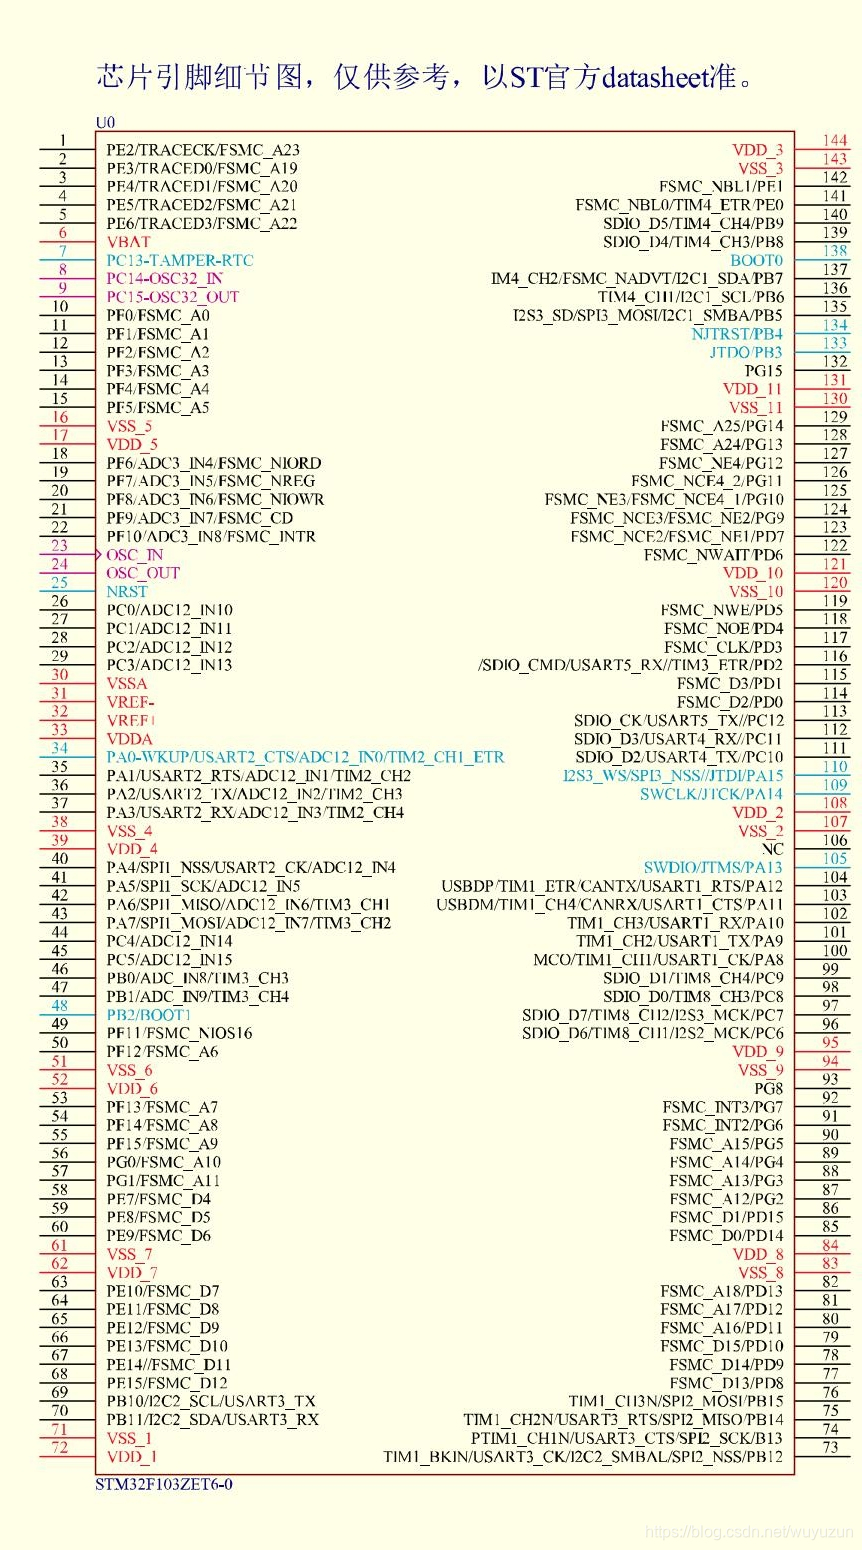 芯片引脚细节图，仅供参考，以ST官方datasheet准。
U0
1 PE2/TRACECK/FSMC_A23
2 PE3/TRACED0/FSMC_A19
3 PE4/TRACED1/FSMC_A20
4 PE5/TRACED2/FSMC_A21
5 PE6/TRACED3/FSMC_A22
6 VBAT
7 PC13-TAMPER-RTC
8 PC14-OSC32_IN
9 PC15-OSC32_OUT
10 PF0/FSMC_A0
11 PF1/FSMC_A1
12 PF2/FSMC_A2
13 PF3/FSMC_A3
14 PF4/FSMC_A4
15 PF5/FSMC_A5
16 VSS_5
17 VDD_5
18 PF6/ADC3_IN4/FSMC_NIORD
19 PF7/ADC3_IN5/FSMC_NREG
20 PF8/ADC3_IN6/FSMC_NIOWR
21 PF9/ADC3_IN7/FSMC_CD
22 PF10/ADC3_IN8/FSMC_INTR
23 OSC_IN
24 OSC_OUT
25 NRST
26 PC0/ADC12_IN10
27 PC1/ADC12_IN11
28 PC2/ADC12_IN12
29 PC3/ADC12_IN13
30 VSSA
31 VREF-
32 VREF+
33 VDDA
34 PA0-WKUP/USART2_CTS/ADC12_IN0/TIM2_CH1_ETR
35 PA1/USART2_RTS/ADC12_IN1/TIM2_CH2
36 PA2/USART2_TX/ADC12_IN2/TIM2_CH3
37 PA3/USART2_RX/ADC12_IN3/TIM2_CH4
38 VSS_4
39 VDD_4
40 PA4/SPI1_NSS/USART2_CK/ADC12_IN4
41 PA5/SPI1_SCK/ADC12_IN5
42 PA6/SPI1_MISO/ADC12_IN6/TIM3_CH1
43 PA7/SPI1_MOSI/ADC12_IN7/TIM3_CH2
44 PC4/ADC12_IN14
45 PC5/ADC12_IN15
46 PB0/ADC_IN8/TIM3_CH3
47 PB1/ADC_IN9/TIM3_CH4
48 PB2/BOOT1
49 PF11/FSMC_NIOS16
50 PF12/FSMC_A6
51 VSS_6
52 VDD_6
53 PF13/FSMC_A7
54 PF14/FSMC_A8
55 PF15/FSMC_A9
56 PG0/FSMC_A10
57 PG1/FSMC_A11
58 PE7/FSMC_D4
59 PE8/FSMC_D5
60 PE9/FSMC_D6
61 VSS_7
62 VDD_7
63 PE10/FSMC_D7
64 PE11/FSMC_D8
65 PE12/FSMC_D9
66 PE13/FSMC_D10
67 PE14//FSMC_D11
68 PE15/FSMC_D12
69 PB10/I2C2_SCL/USART3_TX
70 PB11/I2C2_SDA/USART3_RX
71 VSS_1
72 VDD_1
VDD_3 144
VSS_3 143
FSMC_NBL1/PE1 142
FSMC_NBL0/TIM4_ETR/PE0 141
SDIO_D5/TIM4_CH4/PB9 140
SDIO_D4/TIM4_CH3/PB8 139
BOOT0 138
IM4_CH2/FSMC_NADVT/I2C1_SDA/PB7 137
TIM4_CH1/I2C1_SCL/PB6 136
I2S3_SD/SPI3_MOSI/I2C1_SMBA/PB5 135
NJTRST/PB4 134
JTDO/PB3 133
PG15 132
VDD_11 131
VSS_11 130
FSMC_A25/PG14 129
FSMC_A24/PG13 128
FSMC_NE4/PG12 127
FSMC_NCE4_2/PG11 126
FSMC_NE3/FSMC_NCE4_1/PG10 125
FSMC_NCE3/FSMC_NE2/PG9 124
FSMC_NCE2/FSMC_NE1/PD7 123
FSMC_NWAIT/PD6 122
VDD_10 121
VSS_10 120
FSMC_NWE/PD5 119
FSMC_NOE/PD4 118
FSMC_CLK/PD3 117
/SDIO_CMD/USART5_RX//TIM3_ETR/PD2 116
FSMC_D3/PD1 115
FSMC_D2/PD0 114
SDIO_CK/USART5_TX//PC12 113
SDIO_D3/USART4_RX//PC11 112
SDIO_D2/USART4_TX//PC10 111
I2S3_WS/SPI3_NSS//JTDI/PA15 110
SWCLK/JTCK/PA14 109
VDD_2 108
VSS_2 107
NC 106
SWDIO/JTMS/PA13 105
USBDP/TIM1_ETR/CANTX/USART1_RTS/PA12 104
USBDM/TIM1_CH4/CANRX/USART1_CTS/PA11 103
TIM1_CH3/USART1_RX/PA10 102
TIM1_CH2/USART1_TX/PA9 101
MCO/TIM1_CH1/USART1_CK/PA8 100
SDIO_D1/TIM8_CH4/PC9 99
SDIO_D0/TIM8_CH3/PC8 98
SDIO_D7/TIM8_CH2/I2S3_MCK/PC7 97
SDIO_D6/TIM8_CH1/I2S2_MCK/PC6 96
VDD_9 95
VSS_9 94
PG8 93
FSMC_INT3/PG7 92
FSMC_INT2/PG6 91
FSMC_A15/PG5 90
FSMC_A14/PG4 89
FSMC_A13/PG3 88
FSMC_A12/PG2 87
FSMC_D1/PD15 86
FSMC_D0/PD14 85
VDD_8 84
VSS_8 83
FSMC_A18/PD13 82
FSMC_A17/PD12 81
FSMC_A16/PD11 80
FSMC_D15/PD10 79
FSMC_D14/PD9 78
FSMC_D13/PD8 77
TIM1_CH3N/SPI2_MOSI/PB15 76
TIM1_CH2N/USART3_RTS/SPI2_MISO/PB14 75
PTIM1_CH1N/USART3_CTS/SPI2_SCK/B13 74
TIM1_BKIN/USART3_CK/I2C2_SMBAL/SPI2_NSS/PB12 73
STM32F103ZET6-0
https://blog.csdn.net/wuyuzun